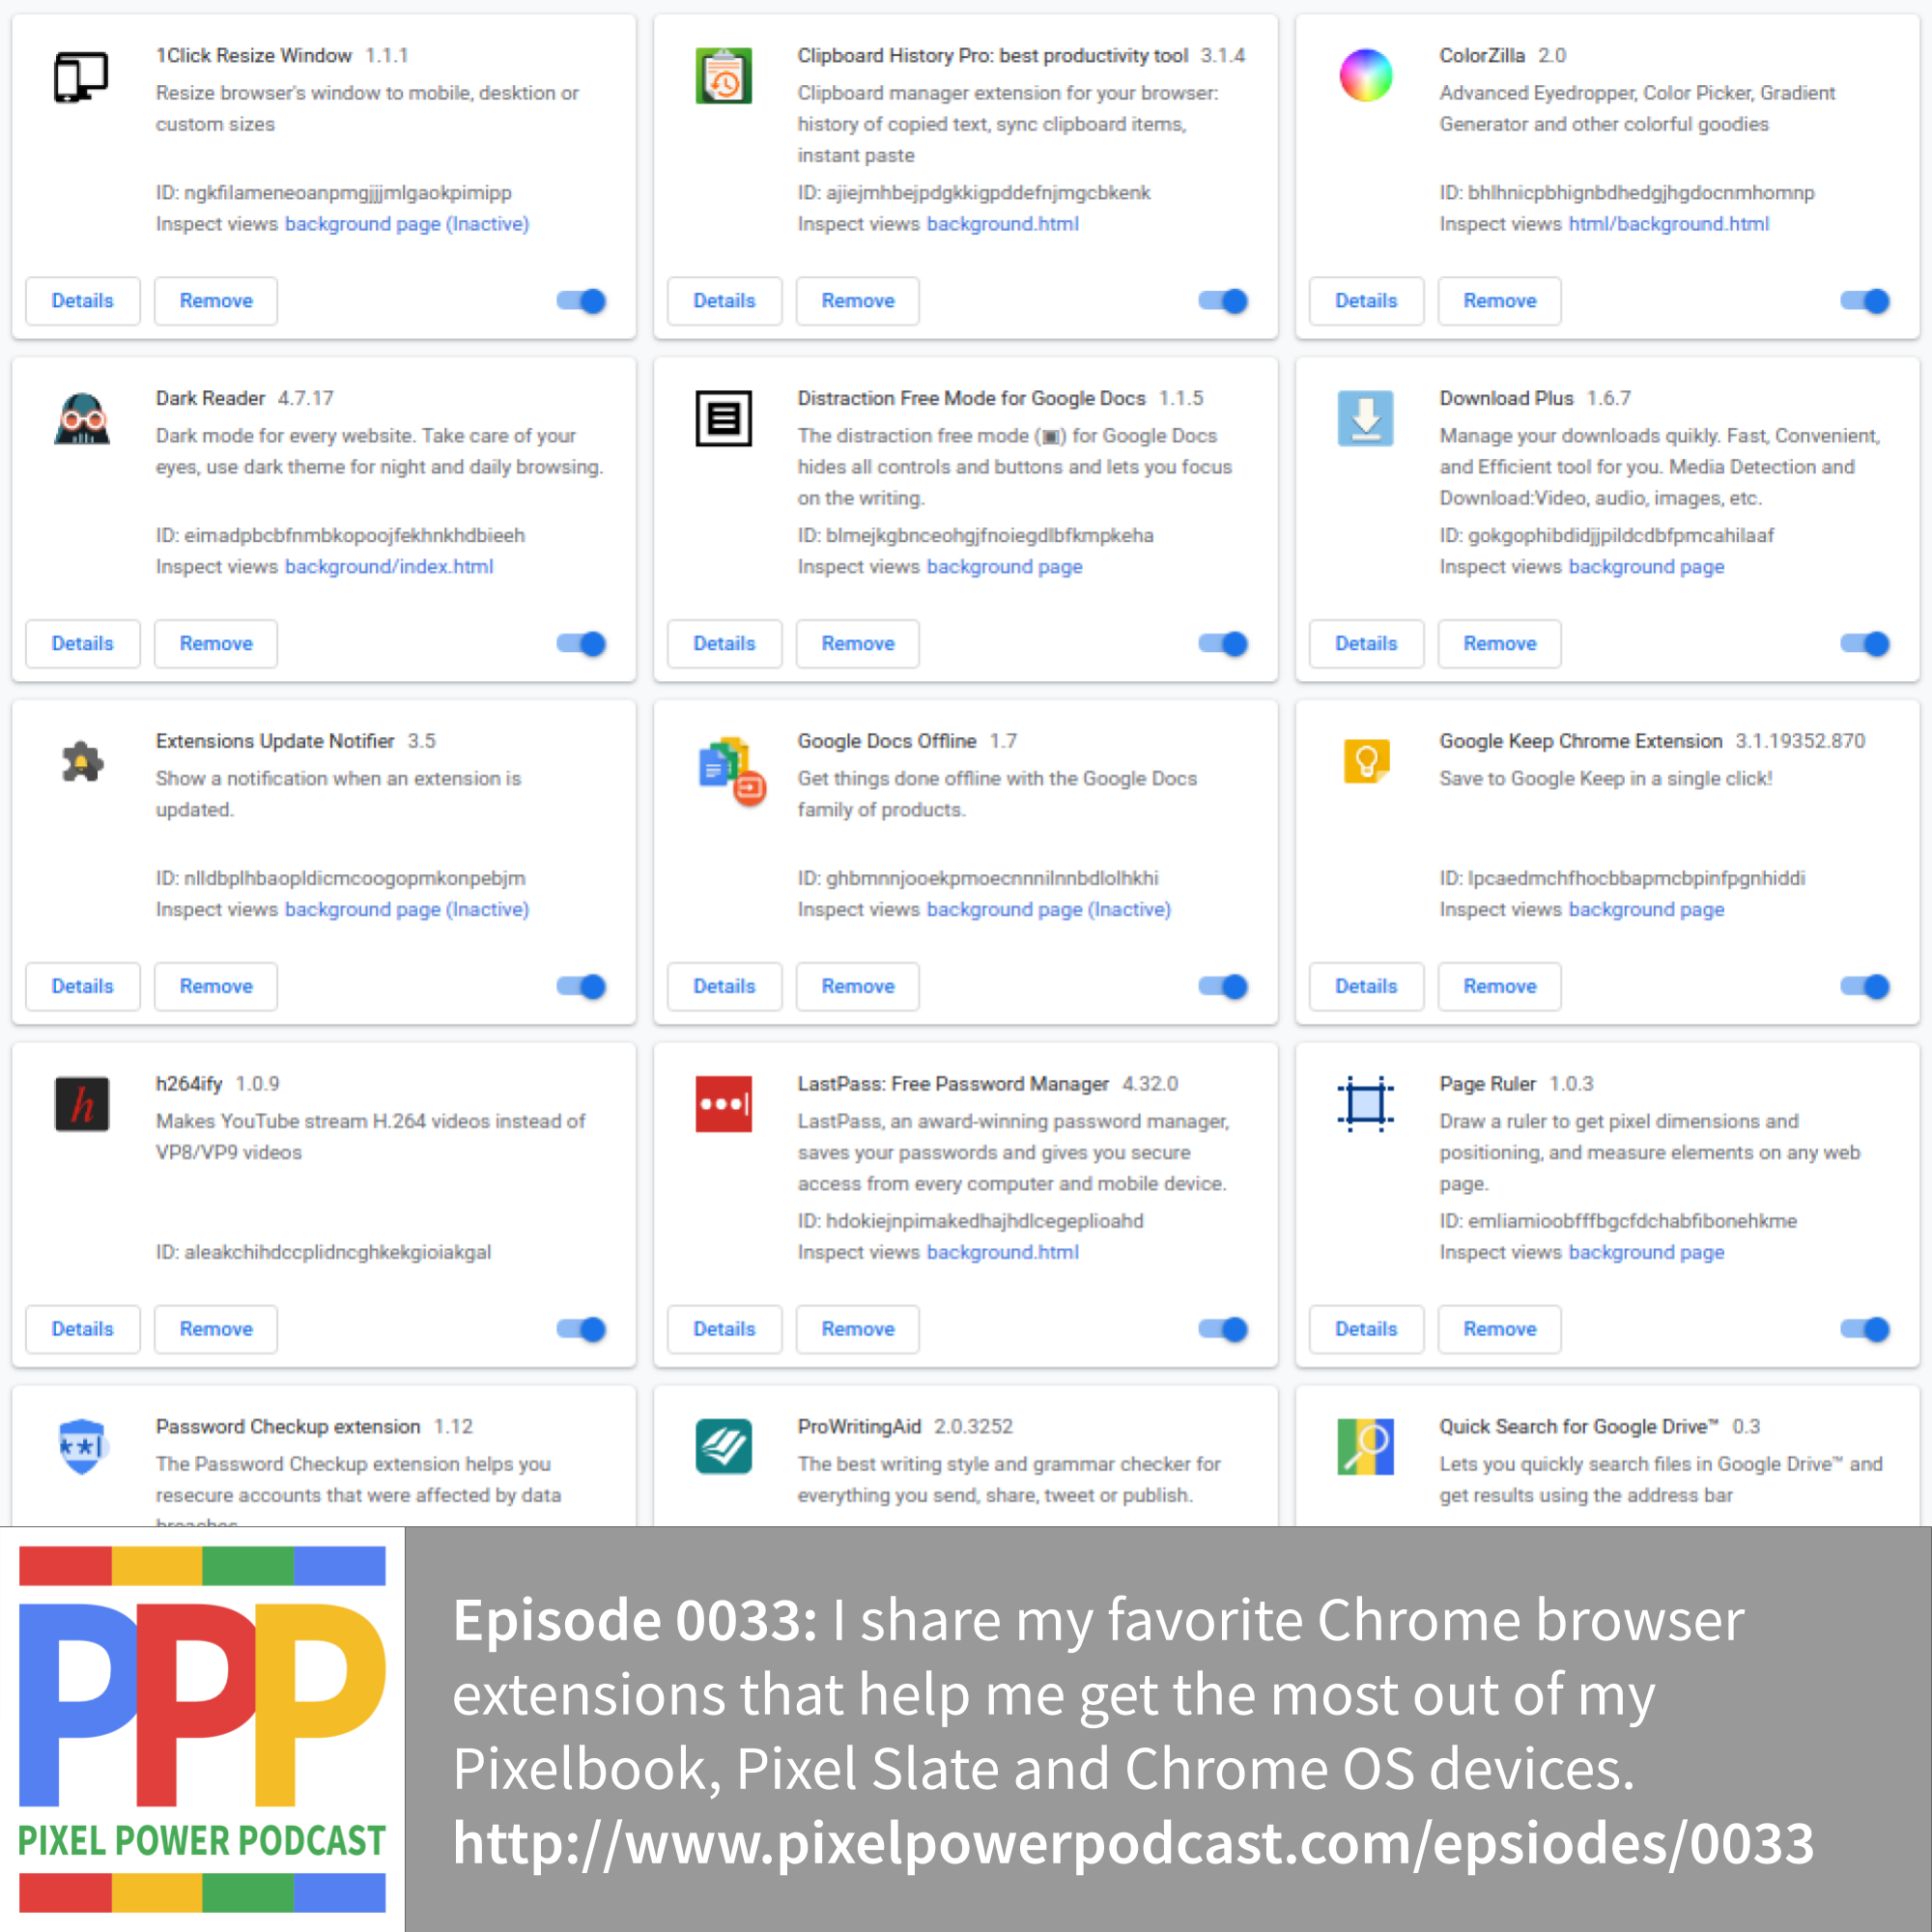 1Click Resize Window 1.1.1
Resize browser's window to mobile, desktion or
custom sizes
ID: ngkfilameneoanpmgjjjmlgaokpimipp
Inspect views background page (Inactive)
Details Remove
Clipboard History Pro: best productivity tool 3.1.4
Clipboard manager extension for your browser:
history of copied text, sync clipboard items,
instant paste
ID: ajiejmhbejpdgkkigpddefnjmgcbkenk
Inspect views background.html
Details Remove
ColorZilla 2.0
Advanced Eyedropper, Color Picker, Gradient
Generator and other colorful goodies
ID: bhlhnicpbhignbdhedgjhgdocnmhomnp
Inspect views html/background.html
Details Remove
Dark Reader 4.7.17
Dark mode for every website. Take care of your
eyes, use dark theme for night and daily browsing.
ID: eimadpbcbfnmbkopoojfekhnkhdbieeh
Inspect views background/index.html
Details Remove
Distraction Free Mode for Google Docs 1.1.5
The distraction free mode (▣) for Google Docs
hides all controls and buttons and lets you focus
on the writing.
ID: blmejkgbnceohgjfnoiegdlbfkmpkeha
Inspect views background page
Details Remove
Download Plus 1.6.7
Manage your downloads quikly. Fast, Convenient,
and Efficient tool for you. Media Detection and
Download:Video, audio, images, etc.
ID: gokgophibdidjjpildcdbfpmcahilaaf
Inspect views background page
Details Remove
Extensions Update Notifier 3.5
Show a notification when an extension is
updated.
ID: nlldbplhbaopldicmcoogopmkonpebjm
Inspect views background page (Inactive)
Details Remove
Google Docs Offline 1.7
Get things done offline with the Google Docs
family of products.
ID: ghbmnnjooekpmoecnnnilnnbdlolhkhi
Inspect views background page (Inactive)
Details Remove
Google Keep Chrome Extension 3.1.19352.870
Save to Google Keep in a single click!
ID: lpcaedmchfhocbbapmcbpinfpgnhiddi
Inspect views background page
Details Remove
h
h264ify 1.0.9
Makes YouTube stream H.264 videos instead of
VP8/VP9 videos
ID: aleakchihdccplidncghkekgioiakgal
Details Remove
LastPass: Free Password Manager 4.32.0
LastPass, an award-winning password manager,
saves your passwords and gives you secure
access from every computer and mobile device.
ID: hdokiejnpimakedhajhdlcegeplioahd
Inspect views background.html
Details Remove
Page Ruler 1.0.3
Draw a ruler to get pixel dimensions and
positioning, and measure elements on any web
page.
ID: emliamioobfffbgcfdchabfibonehkme
Inspect views background page
Details Remove
Password Checkup extension 1.12
The Password Checkup extension helps you
resecure accounts that were affected by data
breaches
ProWritingAid 2.0.3252
The best writing style and grammar checker for
everything you send, share, tweet or publish.
Quick Search for Google Drive™ 0.3
Lets you quickly search files in Google Drive™ and
get results using the address bar
PPP
PIXEL POWER PODCAST
Episode 0033: I share my favorite Chrome browser
extensions that help me get the most out of my
Pixelbook, Pixel Slate and Chrome OS devices.
http://www.pixelpowerpodcast.com/epsiodes/0033